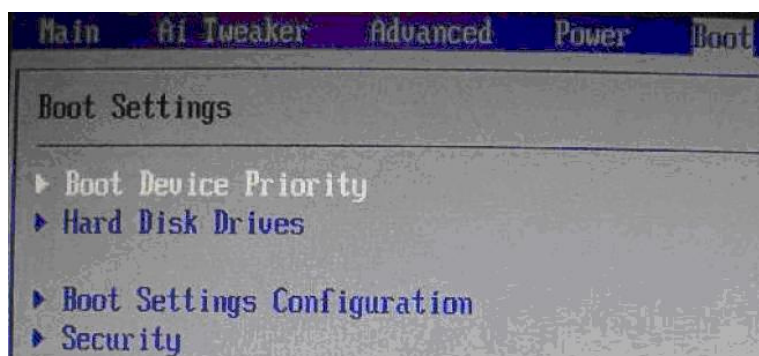 Main Ai Tweaker Advanced Power Boot
Boot Settings
Boot Device Priority
Hard Disk Drives
Boot Settings Configuration
Security